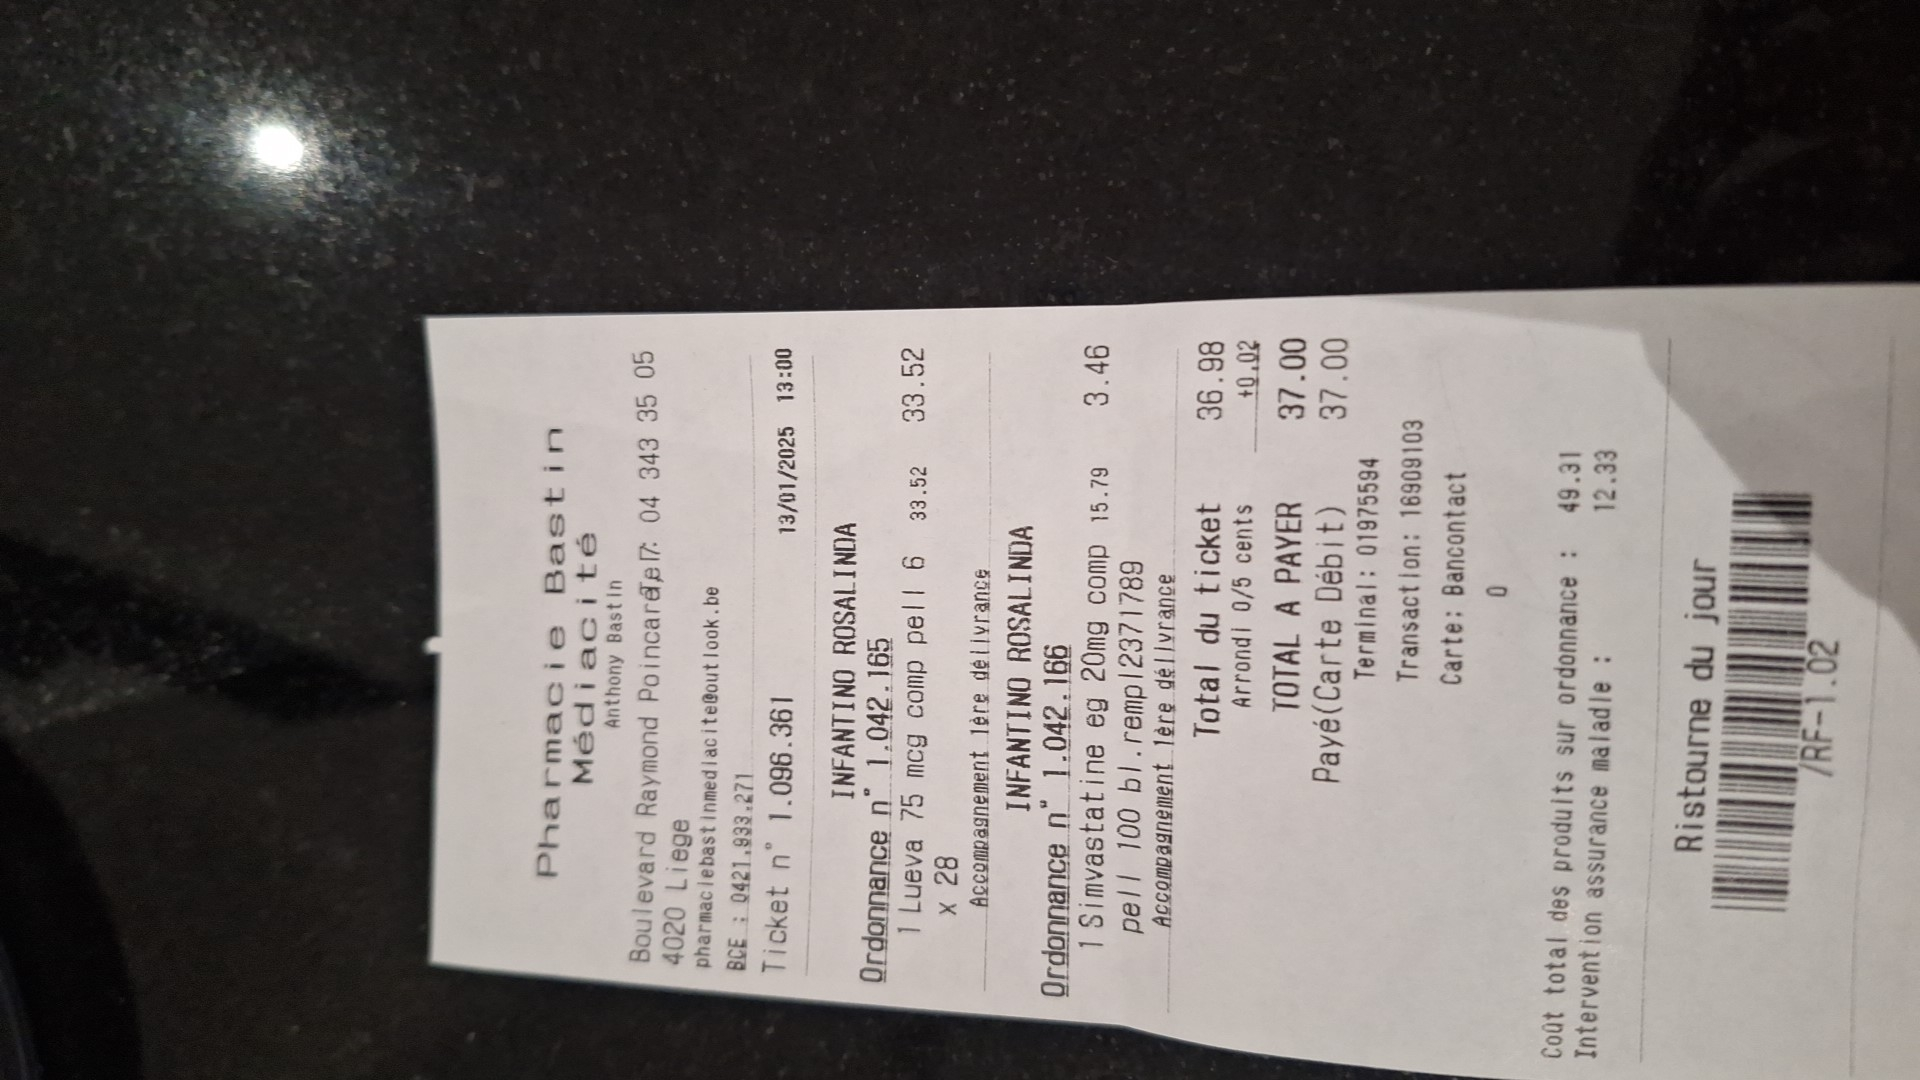 Pharmacie Bastin
Médiacité
Anthony Bastin
Boulevard Raymond Poincaré 7 Tel: 04 343 35 05
4020 Liege
pharmaciebastinmediacite@outlook.be
BCE : 0421.933.271
Ticket n° 1.096.361 13/01/2025 13:00
INFANTINO ROSALINDA
Ordonnance n° 1.042.165
1 Lueva 75 mcg comp pell 6 33.52 33.52
x 28
Accompagnement 1ère délivrance
INFANTINO ROSALINDA
Ordonnance n° 1.042.166
1 Simvastatine eg 20mg comp 15.79 3.46
pell 100 bl.rempl2371789
Accompagnement 1ère délivrance
Total du ticket 36.98
Arrondi 0/5 cents +0.02
TOTAL A PAYER 37.00
Payé(Carte Débit) 37.00
Terminal: 01975594
Transaction: 16909103
Carte: Bancontact
0
Coût total des produits sur ordonnance : 49.31
Intervention assurance maladie : 12.33
Ristourne du jour
/RF-1.02